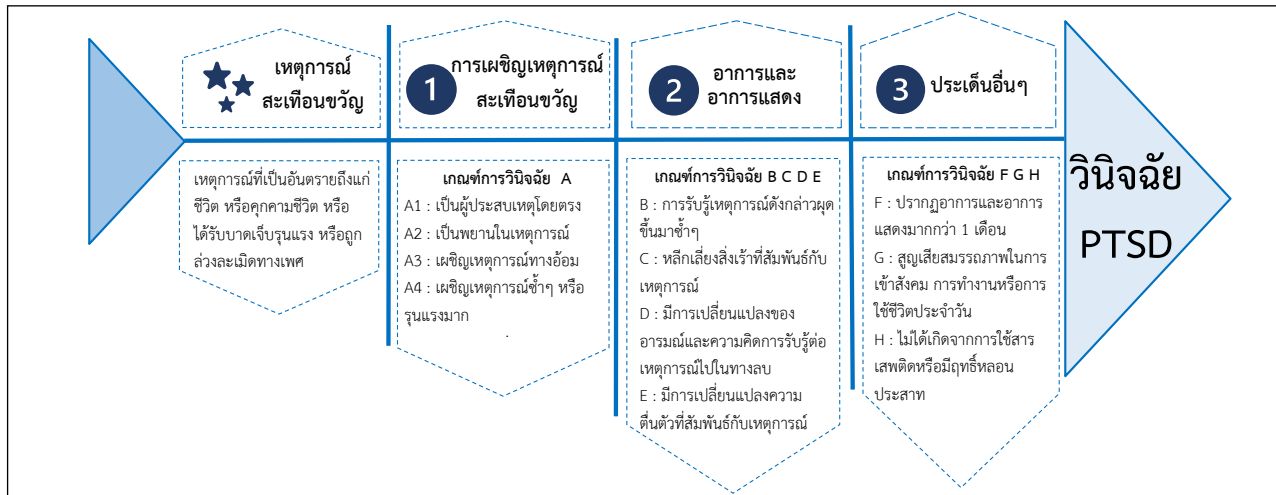 เหตุการณ์
สะเทือนขวัญ
เหตุการณ์ที่เป็นอันตรายถึงแก่
ชีวิต หรือคุกคามชีวิต หรือ
ได้รับบาดเจ็บรุนแรง หรือถูก
ล่วงละเมิดทางเพศ
1
การเผชิญเหตุการณ์
สะเทือนขวัญ
เกณฑ์การวินิจฉัย A
A1 : เป็นผู้ประสบเหตุโดยตรง
A2 : เป็นพยานในเหตุการณ์
A3 : เผชิญเหตุการณ์ทางอ้อม
A4 : เผชิญเหตุการณ์ซ้ำๆ หรือ
รุนแรงมาก
.
2
อาการและ
อาการแสดง
เกณฑ์การวินิจฉัย B C D E
B : การรับรู้เหตุการณ์ดังกล่าวผุด
ขึ้นมาซ้ำๆ
C : หลีกเลี่ยงสิ่งเร้าที่สัมพันธ์กับ
เหตุการณ์
D : มีการเปลี่ยนแปลงของ
อารมณ์และความคิดการรับรู้ต่อ
เหตุการณ์ไปในทางลบ
E : มีการเปลี่ยนแปลงความ
ตื่นตัวที่สัมพันธ์กับเหตุการณ์
3
ประเด็นอื่นๆ
เกณฑ์การวินิจฉัย F G H
F : ปรากฏอาการและอาการ
แสดงมากกว่า 1 เดือน
G : สูญเสียสมรรถภาพในการ
เข้าสังคม การทำงานหรือการ
ใช้ชีวิตประจำวัน
H : ไม่ได้เกิดจากการใช้สาร
เสพติดหรือมีฤทธิ์หลอน
ประสาท
วินิจฉัย
PTSD